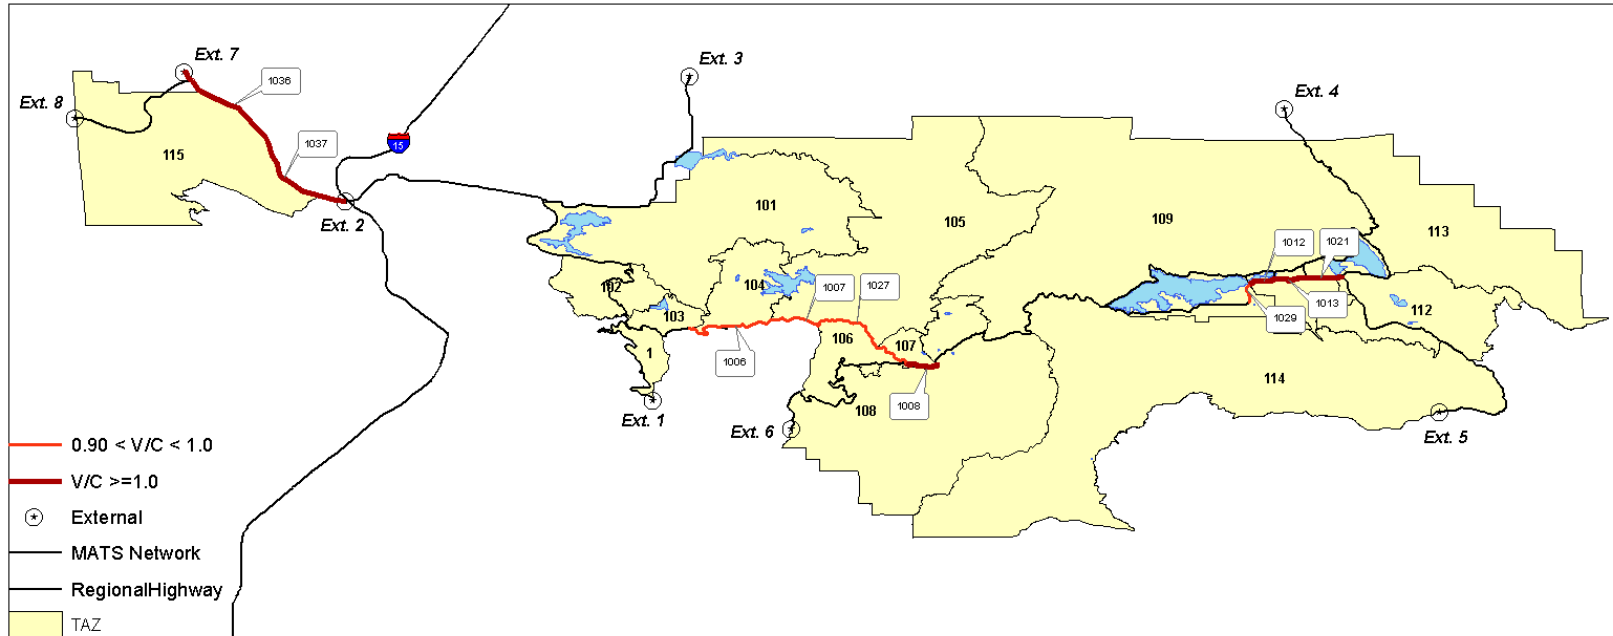 Ext. 7
Ext. 3
1036
Ext. 8
Ext. 4
115
1037
15
Ext. 2
101
105
109
113
1012
1021
102
104
1007
1027
103
1006
106
107
1
1029
1013
112
1008
108
114
Ext. 1
Ext. 6
Ext. 5
0.90 < V/C < 1.0
V/C >=1.0
External
MATS Network
RegionalHighway
TAZ